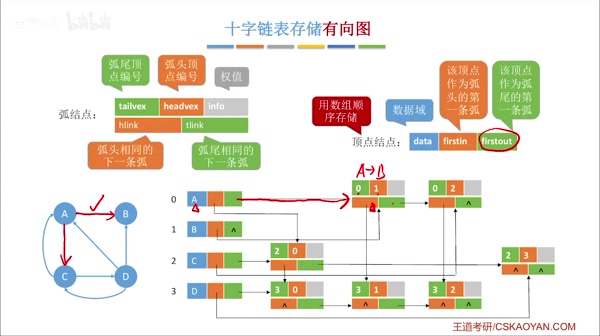 bilibili
十字链表存储有向图
弧尾顶点编号
弧头顶点编号
权值
tailvex headvex info
弧结点:
hlink tlink
弧头相同的下一条弧
弧尾相同的下一条弧
用数组顺序存储
数据域
该顶点作为弧头的第一条弧
该顶点作为弧尾的第一条弧
顶点结点:
data firstin firstout
A→B
0 A
0 1
0 2
1 B ^
^
2 C
2 0
2 3
^ ^
3 D
3 0
3 1
3 2
^
^
^ ^
A B
C D
王道考研/CSKAOYAN.COM